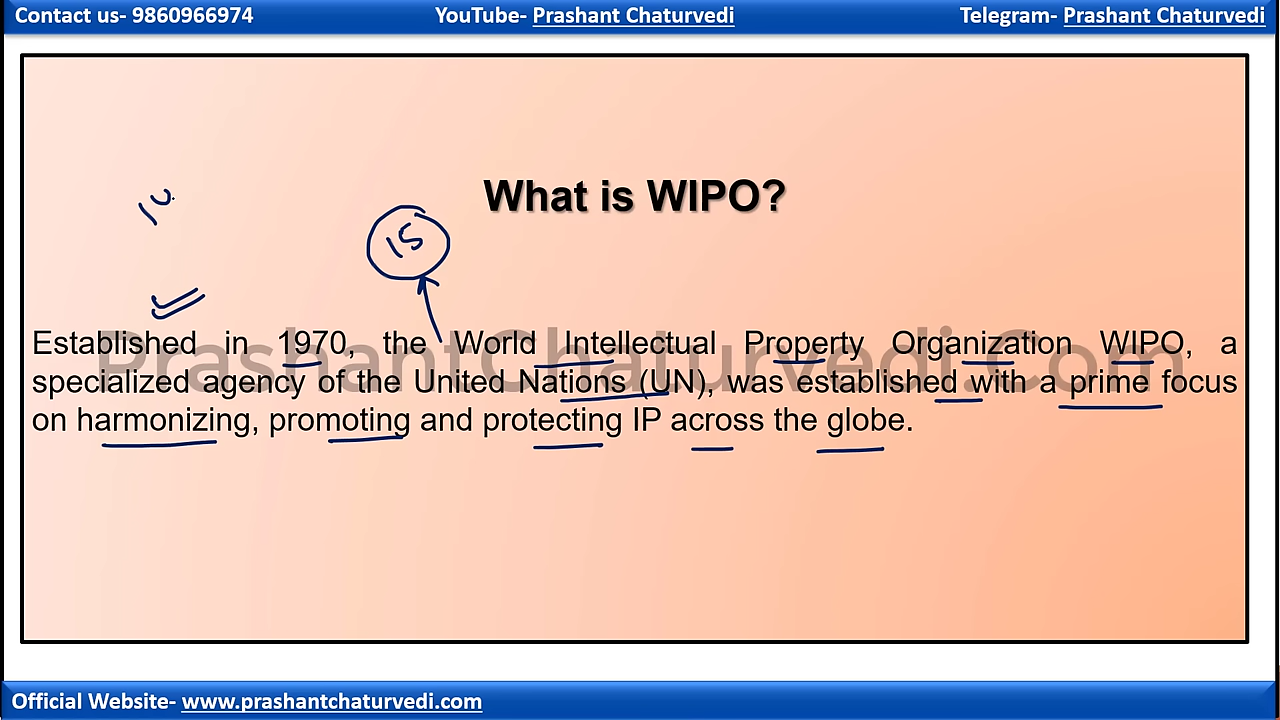 Contact us- 9860966974 YouTube- Prashant Chaturvedi Telegram- Prashant Chaturvedi
What is WIPO?
15
Established in 1970, the World Intellectual Property Organization WIPO, a
specialized agency of the United Nations (UN), was established with a prime focus
on harmonizing, promoting and protecting IP across the globe.
PrashantChaturvedi.Com
Official Website- www.prashantchaturvedi.com